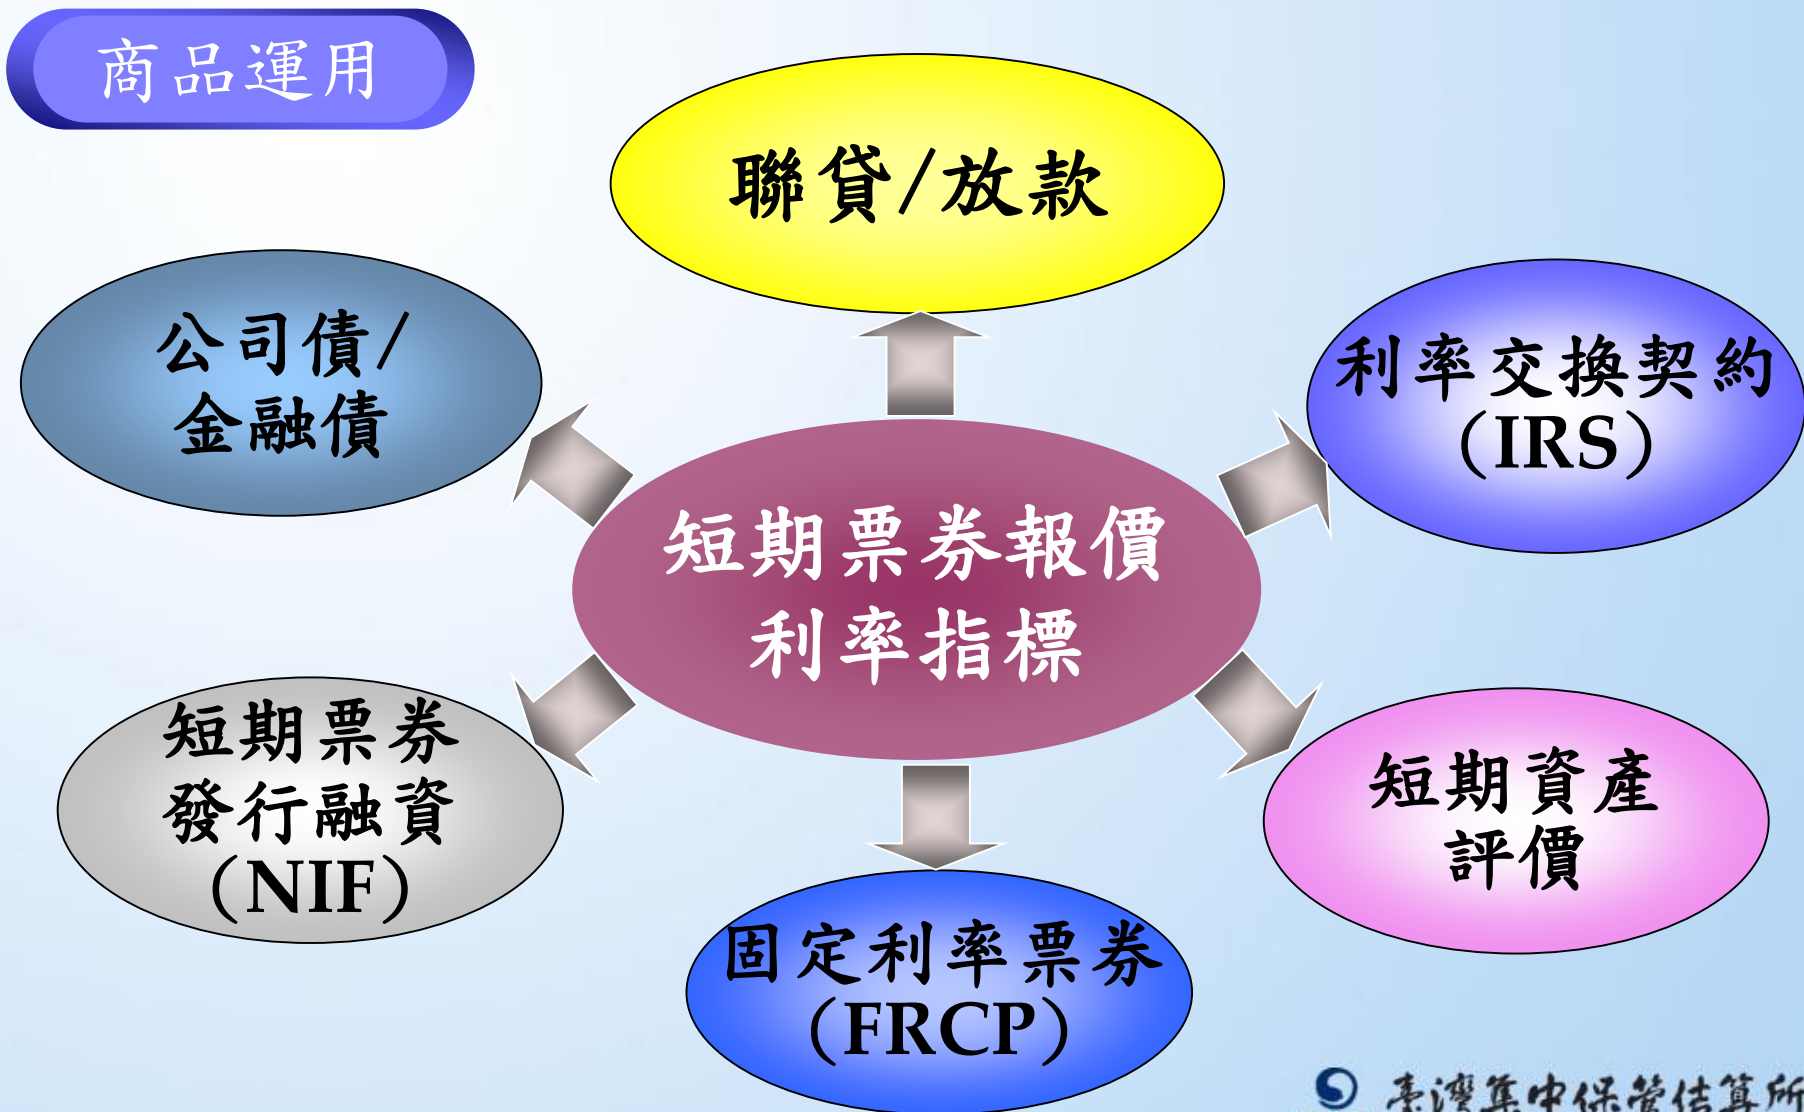 商品運用
聯貸/放款
公司債/
金融債
利率交換契約
(IRS)
短期票券報價
利率指標
短期票券
發行融資
(NIF)
短期資產
評價
固定利率票券
(FRCP)
臺灣集中保管結算所